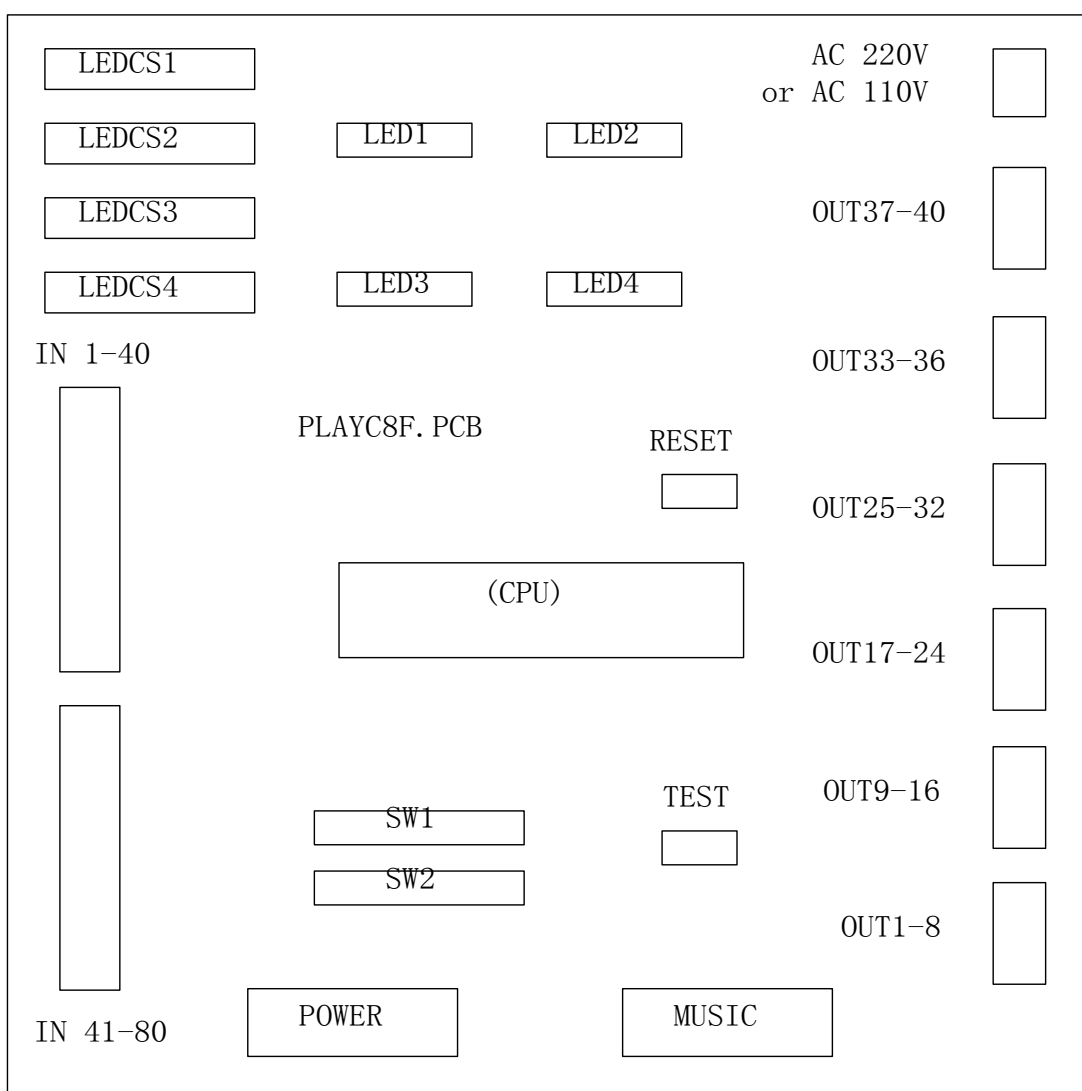 LEDCS1
AC 220V
or AC 110V
LEDCS2
LED1
LED2
LEDCS3
OUT37-40
LEDCS4
LED3
LED4
IN 1-40
OUT33-36
PLAYC8F.PCB
RESET
OUT25-32
(CPU)
OUT17-24
TEST
OUT9-16
SW1
SW2
OUT1-8
POWER
MUSIC
IN 41-80